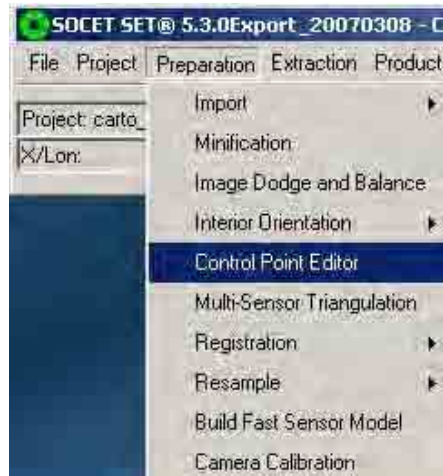 SOCET SET® 5.3.0Export_20070308 - C
File Project Preparation Extraction Product
Project: carto_
X/Lon:
Import
Minification
Image Dodge and Balance
Interior Orientation
Control Point Editor
Multi-Sensor Triangulation
Registration
Resample
Build Fast Sensor Model
Camera Calibration